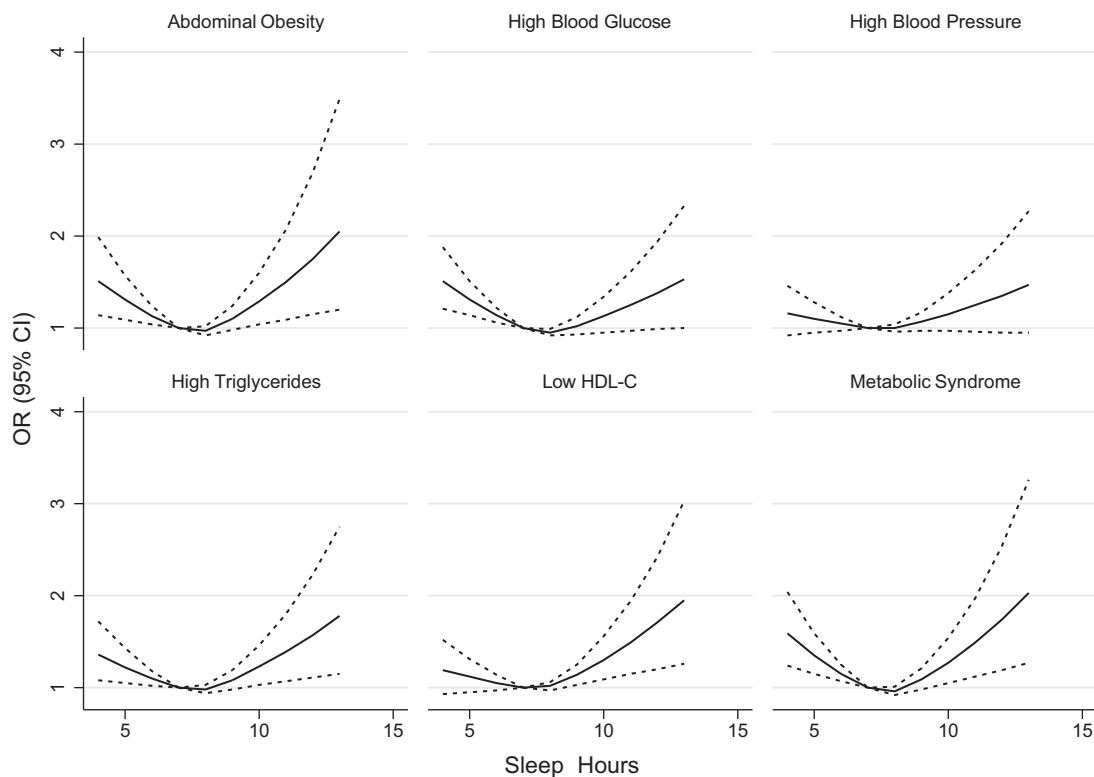 Abdominal Obesity
High Blood Glucose
High Blood Pressure
4
3
2
1
High Triglycerides
Low HDL-C
Metabolic Syndrome
4
3
2
1
OR (95% CI)
5 10 15
5 10 15
5 10 15
Sleep Hours